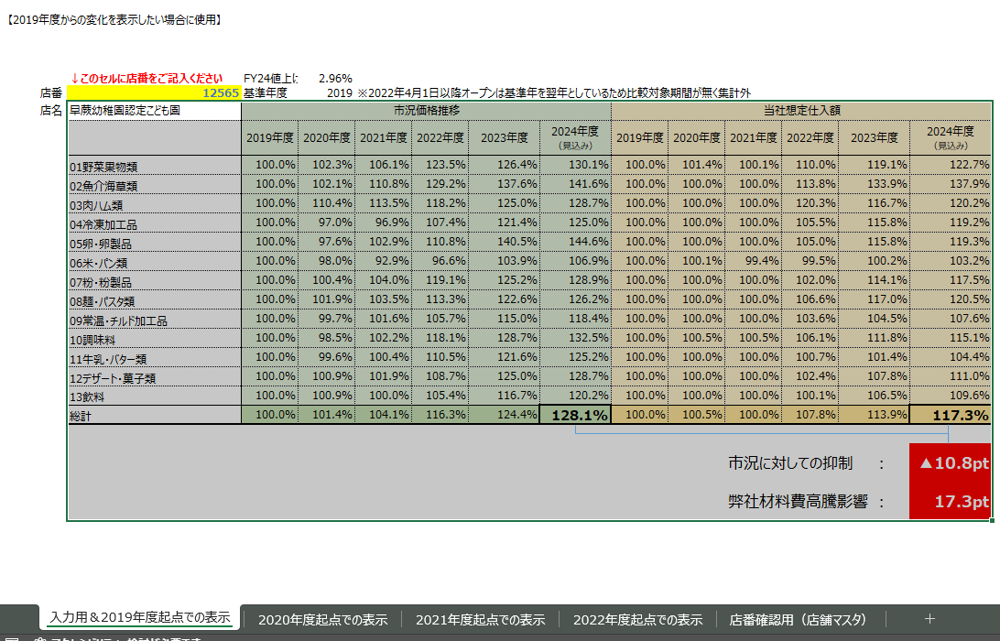 【2019年度からの変化を表示したい場合に使用】
↓このセルに店番をご記入ください FY24値上げ 2.96%
店番 12565 基準年度 2019 ※2022年4月1日以降オープンは基準年を翌年としているため比較対象期間が無く集計外
店名 早蕨幼稚園認定こども園 市況価格推移 当社想定仕入額
2019年度 2020年度 2021年度 2022年度 2023年度 2024年度（見込み） 2019年度 2020年度 2021年度 2022年度 2023年度 2024年度（見込み）
01野菜果物類 100.0% 102.3% 106.1% 123.5% 126.4% 130.1% 100.0% 101.4% 100.1% 110.0% 119.1% 122.7%
02魚介海草類 100.0% 102.1% 110.8% 129.2% 137.6% 141.6% 100.0% 100.0% 100.0% 113.8% 133.9% 137.9%
03肉ハム類 100.0% 110.4% 113.5% 118.2% 125.0% 128.7% 100.0% 100.0% 100.0% 120.3% 116.7% 120.2%
04冷凍加工品 100.0% 97.0% 96.9% 107.4% 121.4% 125.0% 100.0% 100.0% 100.0% 105.5% 115.8% 119.2%
05卵・卵製品 100.0% 97.6% 102.9% 110.8% 140.5% 144.6% 100.0% 100.0% 100.0% 105.0% 115.8% 119.3%
06米・パン類 100.0% 98.0% 92.9% 96.6% 103.9% 106.9% 100.0% 100.1% 99.4% 99.5% 100.2% 103.2%
07粉・粉製品 100.0% 100.4% 104.0% 119.1% 125.2% 128.9% 100.0% 100.0% 100.0% 102.0% 114.1% 117.5%
08麺・パスタ類 100.0% 101.9% 103.5% 113.3% 122.6% 126.2% 100.0% 100.0% 100.0% 106.6% 117.0% 120.5%
09常温・チルド加工品 100.0% 99.7% 101.6% 105.7% 115.0% 118.4% 100.0% 100.0% 100.0% 103.6% 104.5% 107.6%
10調味料 100.0% 98.5% 102.2% 118.1% 128.7% 132.5% 100.0% 100.5% 100.5% 106.1% 111.8% 115.1%
11牛乳・バター類 100.0% 99.6% 100.4% 110.5% 121.6% 125.2% 100.0% 100.0% 100.0% 100.7% 101.4% 104.4%
12デザート・菓子類 100.0% 100.9% 101.9% 108.7% 125.0% 128.7% 100.0% 100.0% 100.0% 102.4% 107.8% 111.0%
13飲料 100.0% 100.9% 100.0% 105.4% 116.7% 120.2% 100.0% 100.0% 100.0% 100.1% 106.5% 109.6%
総計 100.0% 101.4% 104.1% 116.3% 124.4% 128.1% 100.0% 100.5% 100.0% 107.8% 113.9% 117.3%
市況に対しての抑制 ： ▲10.8pt
弊社材料費高騰影響 ： 17.3pt
入力用＆2019年度起点での表示 2020年度起点での表示 2021年度起点での表示 2022年度起点での表示 店番確認用（店舗マスタ） +